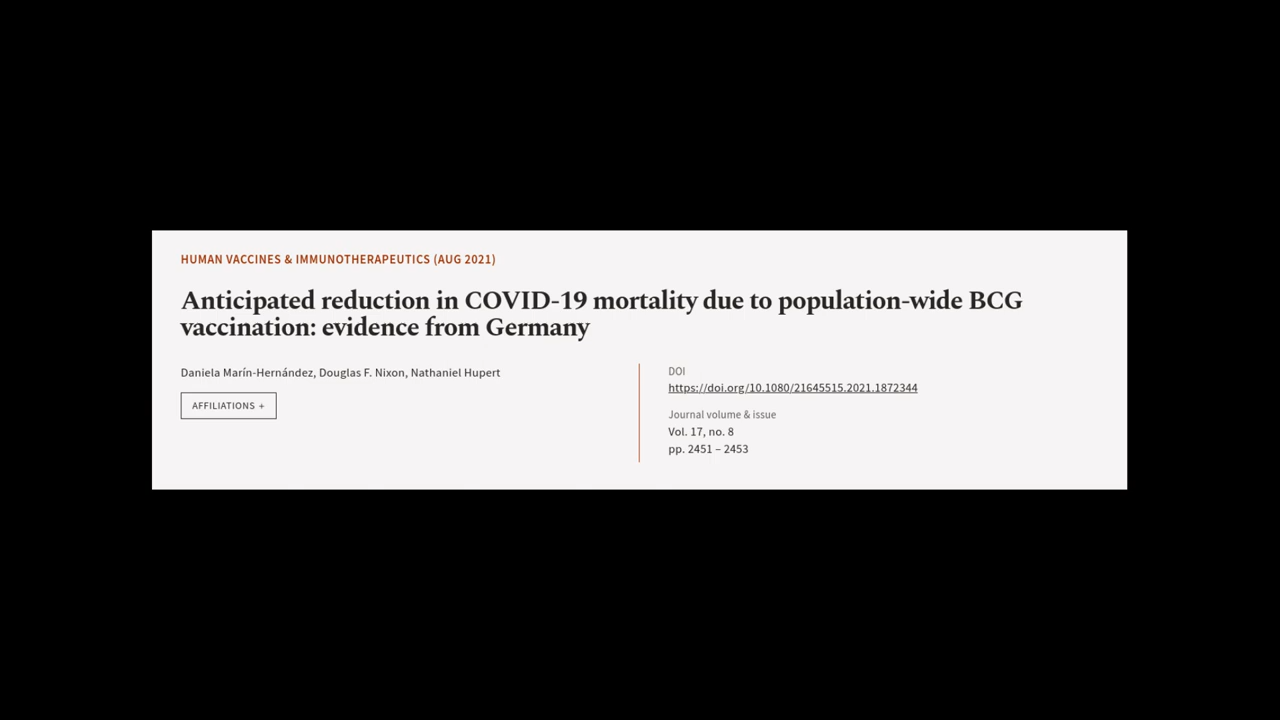 HUMAN VACCINES & IMMUNOTHERAPEUTICS (AUG 2021)
Anticipated reduction in COVID-19 mortality due to population-wide BCG
vaccination: evidence from Germany
Daniela Marín-Hernández, Douglas F. Nixon, Nathaniel Hupert
AFFILIATIONS +
DOI
https://doi.org/10.1080/21645515.2021.1872344
Journal volume & issue
Vol. 17, no. 8
pp. 2451 – 2453